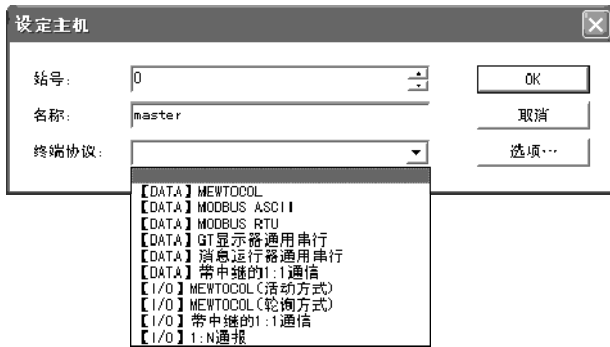 设定主机
站号: 0 OK
名称: master 取消
终端协议: 选项…
【DATA】MEWTOCOL
【DATA】MODBUS ASCII
【DATA】MODBUS RTU
【DATA】GT显示器通用串行
【DATA】消息运行器通用串行
【DATA】带中继的1:1通信
【I/O】MEWTOCOL(活动方式)
【I/O】MEWTOCOL(轮询方式)
【I/O】带中继的1:1通信
【I/O】1:N通报